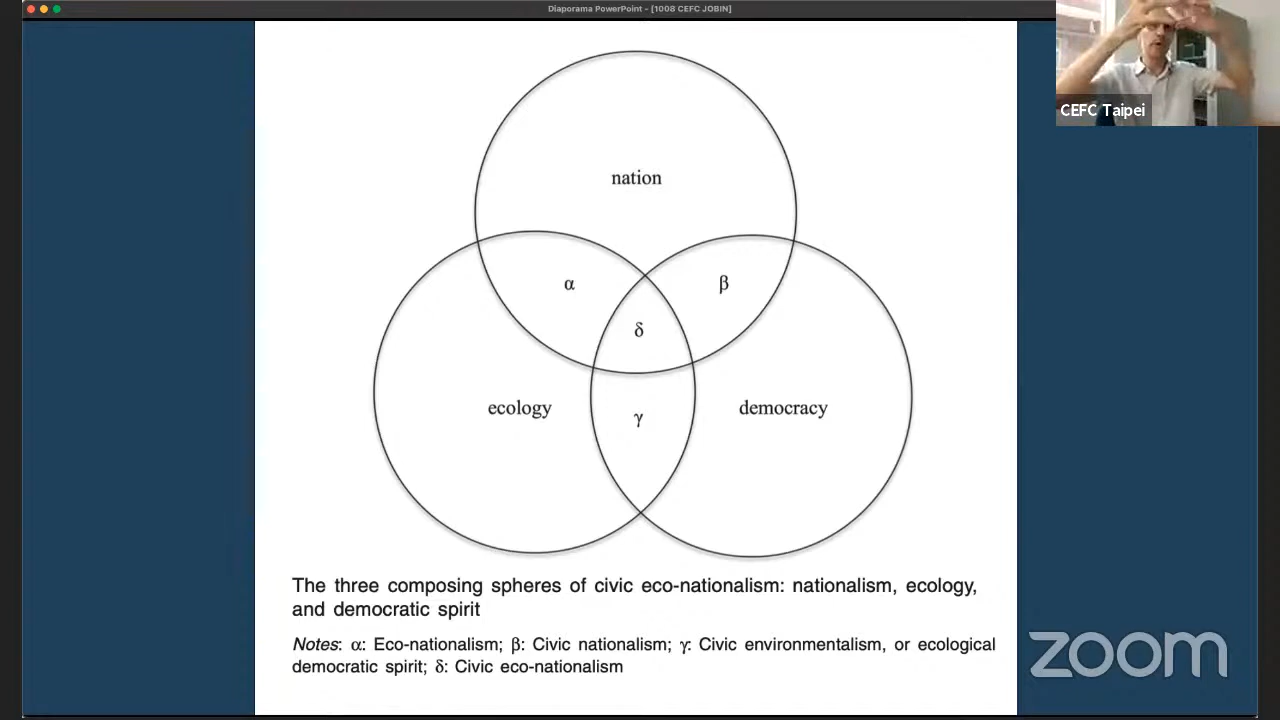 Diaporama PowerPoint - [1008 CEFC JOBIN]
CEFC Taipei
nation
α
β
δ
ecology
democracy
γ
The three composing spheres of civic eco-nationalism: nationalism, ecology,
and democratic spirit
Notes: α: Eco-nationalism; β: Civic nationalism; γ: Civic environmentalism, or ecological
democratic spirit; δ: Civic eco-nationalism
zoom